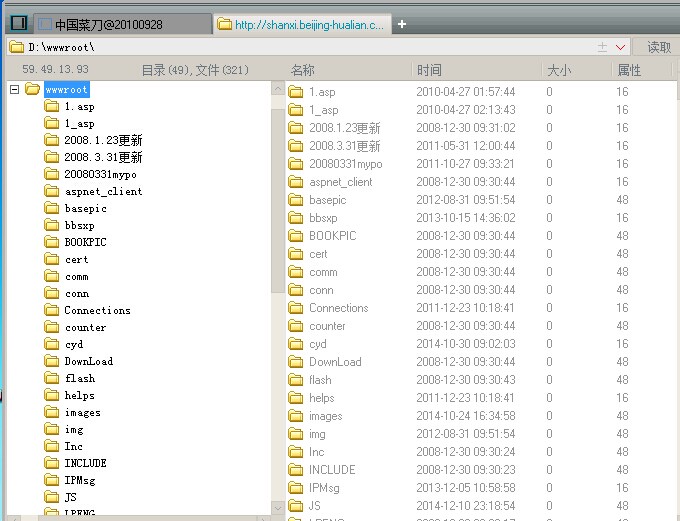 中国菜刀@20100928
http://shanxi.beijing-hualian.c...
D:\wwwroot\
读取
59.49.13.93
目录(49),文件(321)
名称 时间 大小 属性
wwwroot
1.asp
1_asp
2008.1.23更新
2008.3.31更新
20080331mypo
aspnet_client
basepic
bbsxp
BOOKPIC
cert
comm
conn
Connections
counter
cyd
DownLoad
flash
helps
images
img
Inc
INCLUDE
IPMsg
JS
LPENG
1.asp 2010-04-27 01:57:44 0 16
1_asp 2010-04-27 02:13:43 0 16
2008.1.23更新 2008-12-30 09:31:02 0 16
2008.3.31更新 2011-05-31 12:00:44 0 16
20080331mypo 2011-10-27 09:33:21 0 16
aspnet_client 2008-12-30 09:30:44 0 16
basepic 2012-08-31 09:51:54 0 48
bbsxp 2013-10-15 14:36:02 0 16
BOOKPIC 2008-12-30 09:30:44 0 48
cert 2008-12-30 09:30:44 0 48
comm 2008-12-30 09:30:44 0 48
conn 2008-12-30 09:30:44 0 48
Connections 2011-12-23 10:18:41 0 16
counter 2008-12-30 09:30:44 0 48
cyd 2014-10-30 09:02:03 0 16
DownLoad 2008-12-30 09:30:44 0 48
flash 2008-12-30 09:30:43 0 48
helps 2011-12-23 10:18:41 0 16
images 2014-10-24 16:34:58 0 48
img 2012-08-31 09:51:54 0 48
Inc 2008-12-30 09:30:24 0 48
INCLUDE 2008-12-30 09:30:23 0 48
IPMsg 2013-12-05 10:58:58 0 16
JS 2014-12-10 23:18:54 0 48